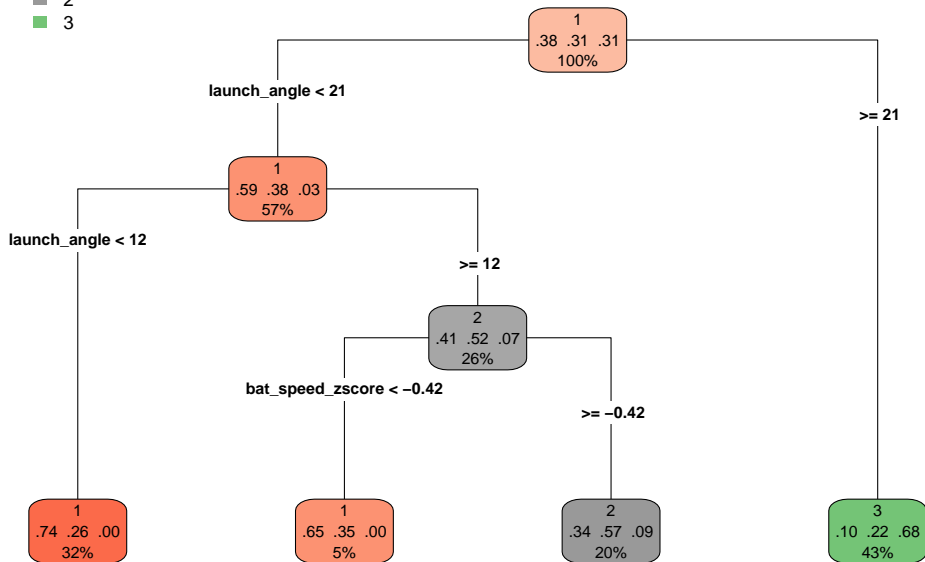 2
3
1
.38 .31 .31
100%
launch_angle < 21
>= 21
1
.59 .38 .03
57%
launch_angle < 12
>= 12
2
.41 .52 .07
26%
bat_speed_zscore < −0.42
>= −0.42
1
.74 .26 .00
32%
1
.65 .35 .00
5%
2
.34 .57 .09
20%
3
.10 .22 .68
43%